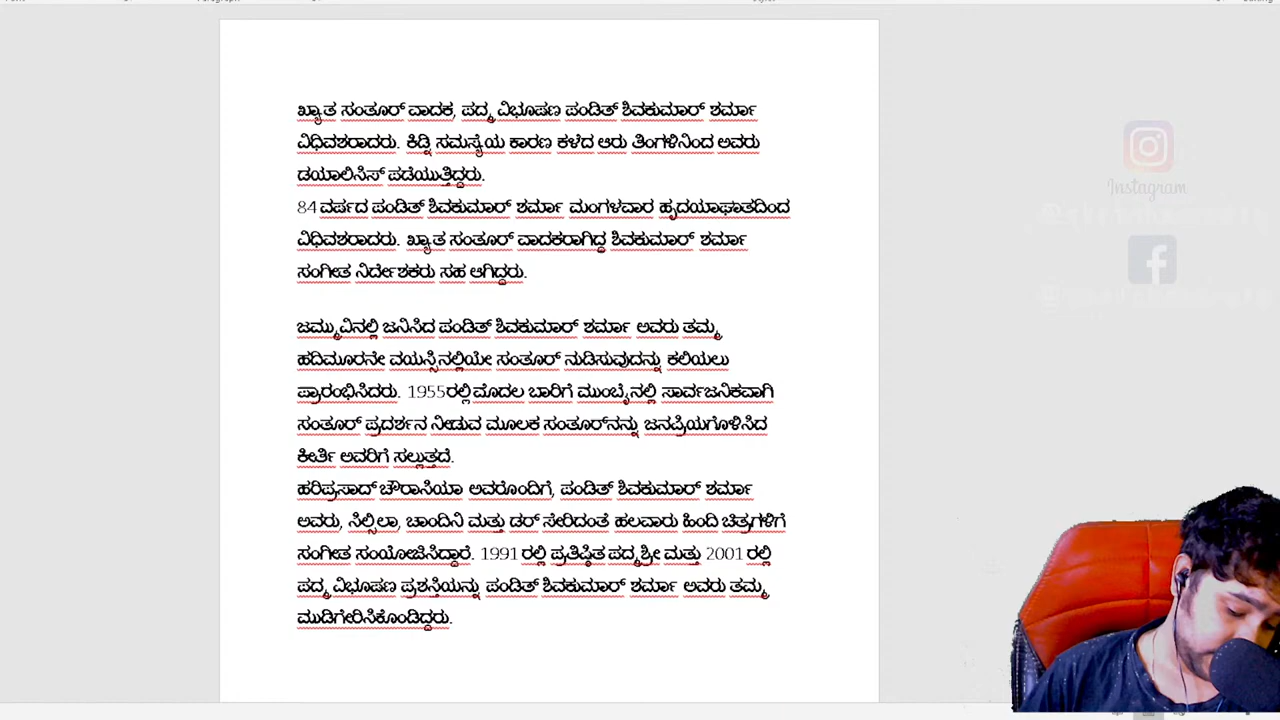 ಖ್ಯಾತ ಸಂತೂರ್ ವಾದಕ, ಪದ್ಮ ವಿಭೂಷಣ ಪಂಡಿತ್ ಶಿವಕುಮಾರ್ ಶರ್ಮಾ
ವಿಧಿವಶರಾದರು. ಕಿಡ್ನಿ ಸಮಸ್ಯೆಯ ಕಾರಣ ಕಳೆದ ಆರು ತಿಂಗಳಿನಿಂದ ಅವರು
ಡಯಾಲಿಸಿಸ್ ಪಡೆಯುತ್ತಿದ್ದರು.
84 ವರ್ಷದ ಪಂಡಿತ್ ಶಿವಕುಮಾರ್ ಶರ್ಮಾ ಮಂಗಳವಾರ ಹೃದಯಾಘಾತದಿಂದ
ವಿಧಿವಶರಾದರು. ಖ್ಯಾತ ಸಂತೂರ್ ವಾದಕರಾಗಿದ್ದ ಶಿವಕುಮಾರ್ ಶರ್ಮಾ
ಸಂಗೀತ ನಿರ್ದೇಶಕರು ಸಹ ಆಗಿದ್ದರು.
ಜಮ್ಮುವಿನಲ್ಲಿ ಜನಿಸಿದ ಪಂಡಿತ್ ಶಿವಕುಮಾರ್ ಶರ್ಮಾ ಅವರು ತಮ್ಮ
ಹದಿಮೂರನೇ ವಯಸ್ಸಿನಲ್ಲಿಯೇ ಸಂತೂರ್ ನುಡಿಸುವುದನ್ನು ಕಲಿಯಲು
ಪ್ರಾರಂಭಿಸಿದರು. 1955ರಲ್ಲಿ ಮೊದಲ ಬಾರಿಗೆ ಮುಂಬೈನಲ್ಲಿ ಸಾರ್ವಜನಿಕವಾಗಿ
ಸಂತೂರ್ ಪ್ರದರ್ಶನ ನೀಡುವ ಮೂಲಕ ಸಂತೂರ್‌ನನ್ನು ಜನಪ್ರಿಯಗೊಳಿಸಿದ
ಕೀರ್ತಿ ಅವರಿಗೆ ಸಲ್ಲುತ್ತದೆ.
ಹರಿಪ್ರಸಾದ್ ಚೌರಾಸಿಯಾ ಅವರೊಂದಿಗೆ, ಪಂಡಿತ್ ಶಿವಕುಮಾರ್ ಶರ್ಮಾ
ಅವರು, ಸಿಲ್ಸಿಲಾ, ಚಾಂದಿನಿ ಮತ್ತು ಡರ್ ಸೇರಿದಂತೆ ಹಲವಾರು ಹಿಂದಿ ಚಿತ್ರಗಳಿಗೆ
ಸಂಗೀತ ಸಂಯೋಜಿಸಿದ್ದಾರೆ. 1991 ರಲ್ಲಿ ಪ್ರತಿಷ್ಠಿತ ಪದ್ಮಶ್ರೀ ಮತ್ತು 2001 ರಲ್ಲಿ
ಪದ್ಮ ವಿಭೂಷಣ ಪ್ರಶಸ್ತಿಯನ್ನು ಪಂಡಿತ್ ಶಿವಕುಮಾರ್ ಶರ್ಮಾ ಅವರು ತಮ್ಮ
ಮುಡಿಗೇರಿಸಿಕೊಂಡಿದ್ದರು.
Instagram